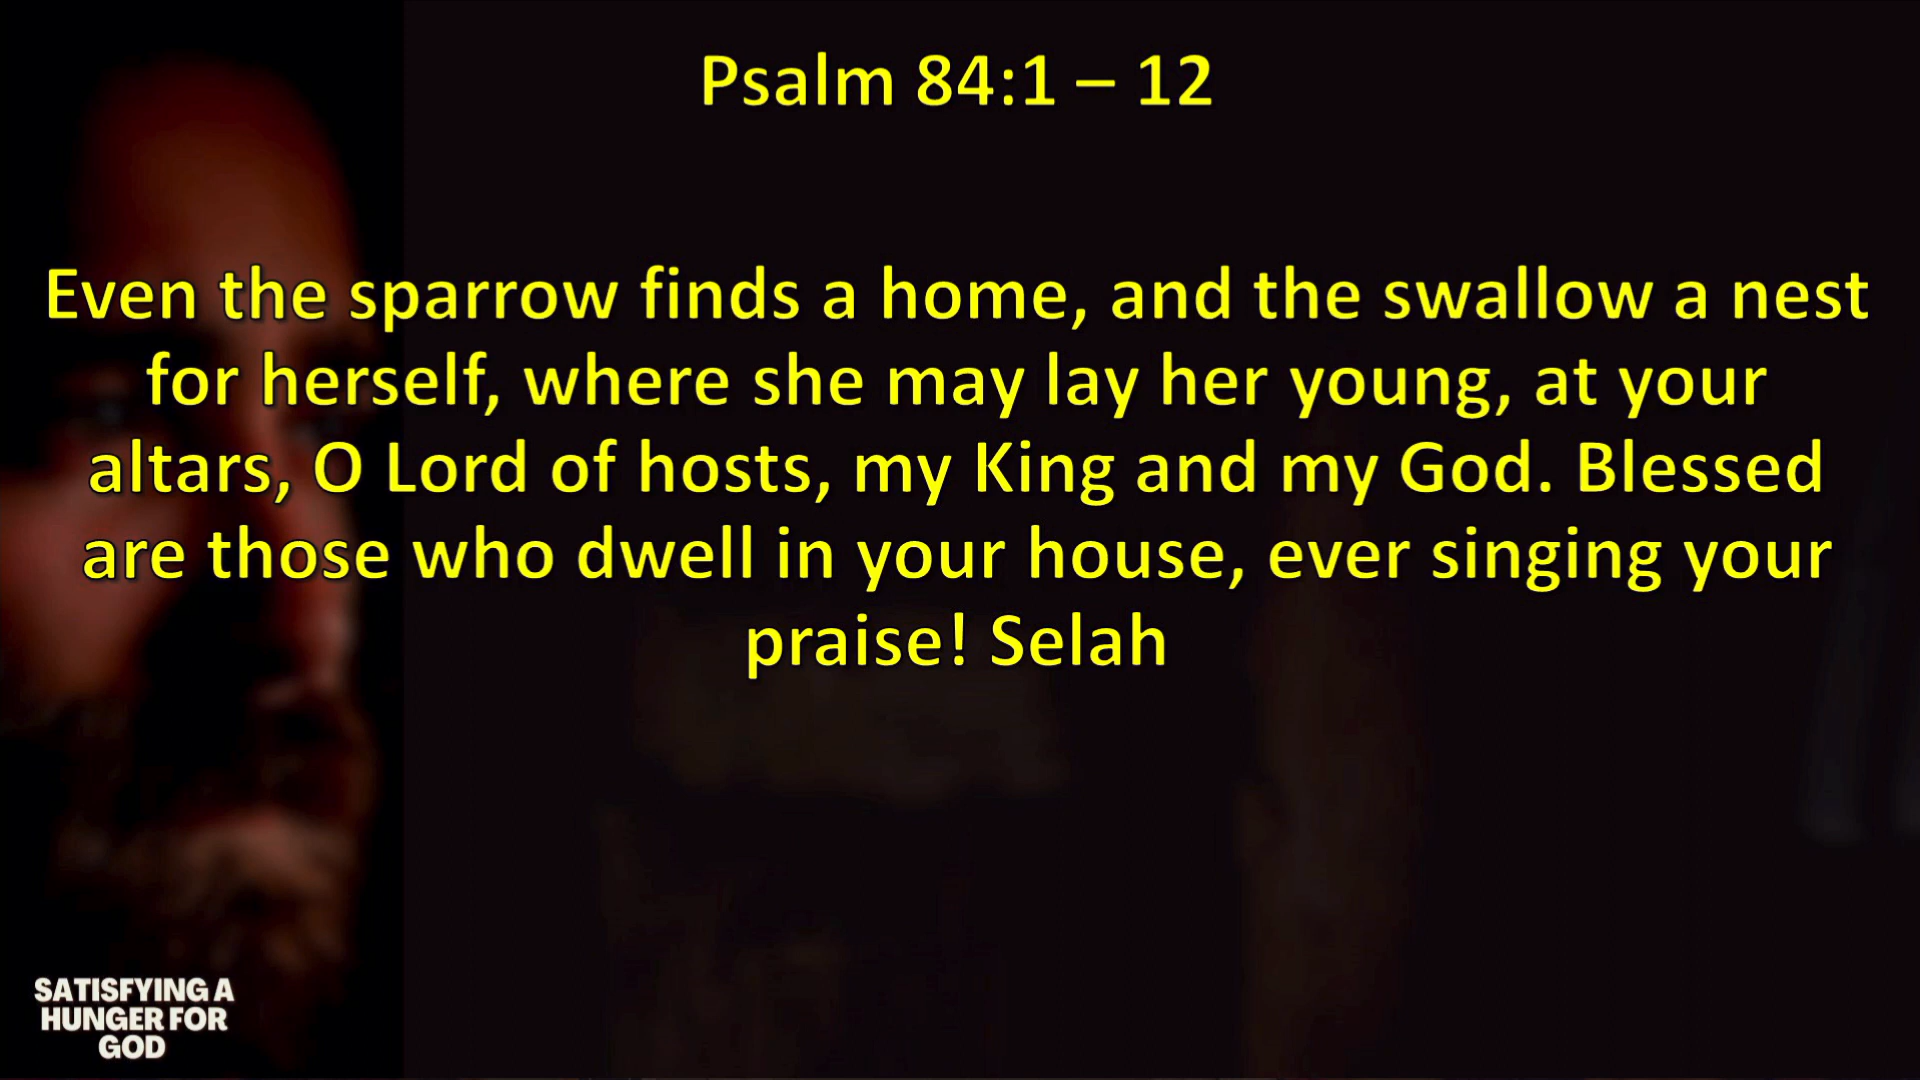 Psalm 84:1 – 12
Even the sparrow finds a home, and the swallow a nest
for herself, where she may lay her young, at your
altars, O Lord of hosts, my King and my God. Blessed
are those who dwell in your house, ever singing your
praise! Selah
SATISFYING A
HUNGER FOR
GOD